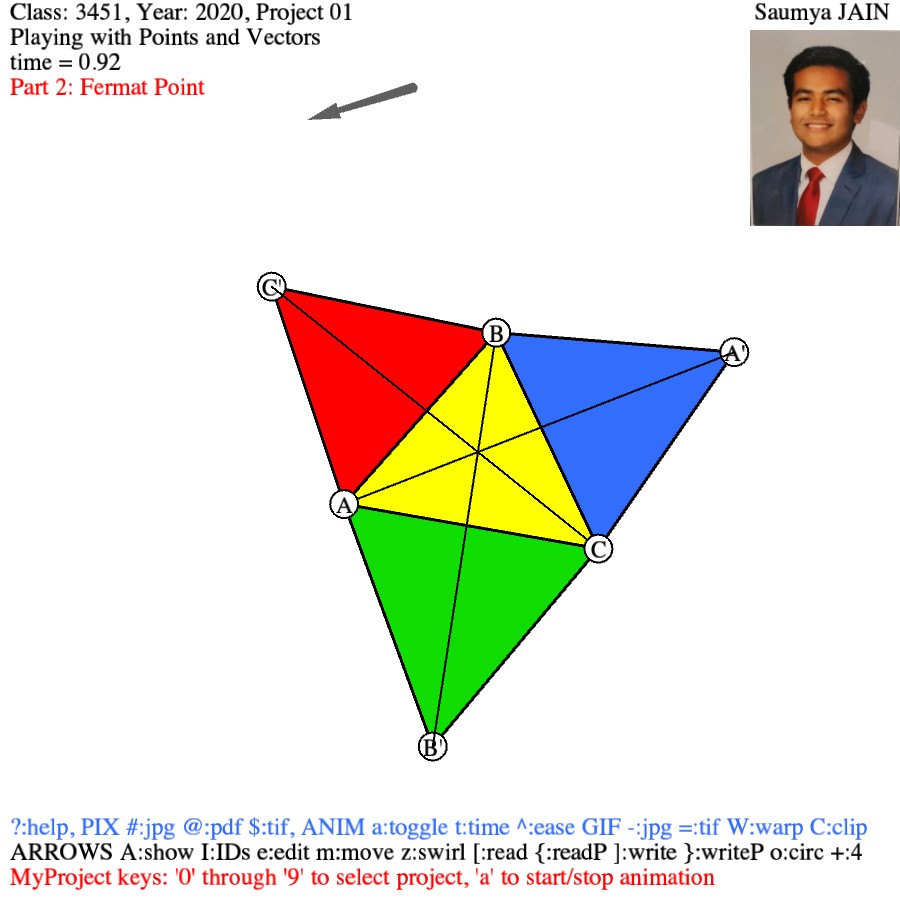 Class: 3451, Year: 2020, Project 01
Saumya JAIN
Playing with Points and Vectors
time = 0.92
Part 2: Fermat Point
C'
B
A'
A
C
B'
?:help, PIX #:jpg @:pdf $:tif, ANIM a:toggle t:time ^:ease GIF -:jpg =:tif W:warp C:clip
ARROWS A:show I:IDs e:edit m:move z:swirl [:read {:readP ]:write }:writeP o:circ +:4
MyProject keys: '0' through '9' to select project, 'a' to start/stop animation